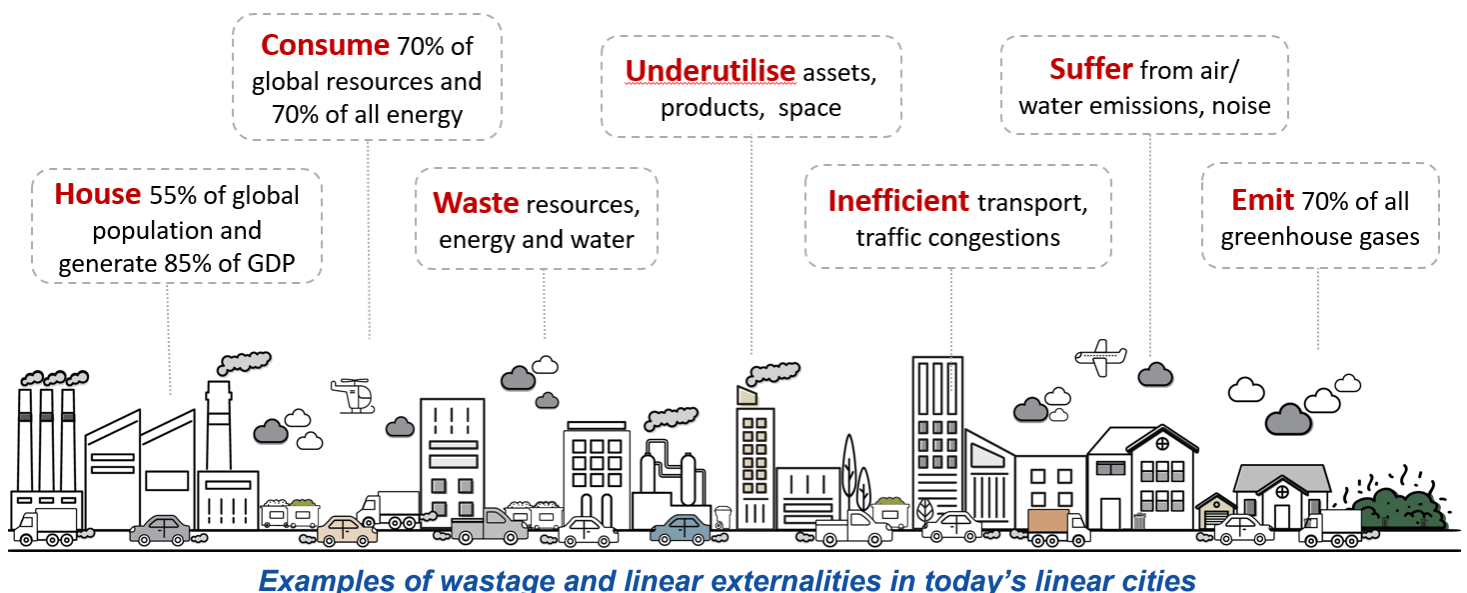 House 55% of global
population and
generate 85% of GDP
Consume 70% of
global resources and
70% of all energy
Waste resources,
energy and water
Underutilise assets,
products, space
Inefficient transport,
traffic congestions
Suffer from air/
water emissions, noise
Emit 70% of all
greenhouse gases
Examples of wastage and linear externalities in today's linear cities